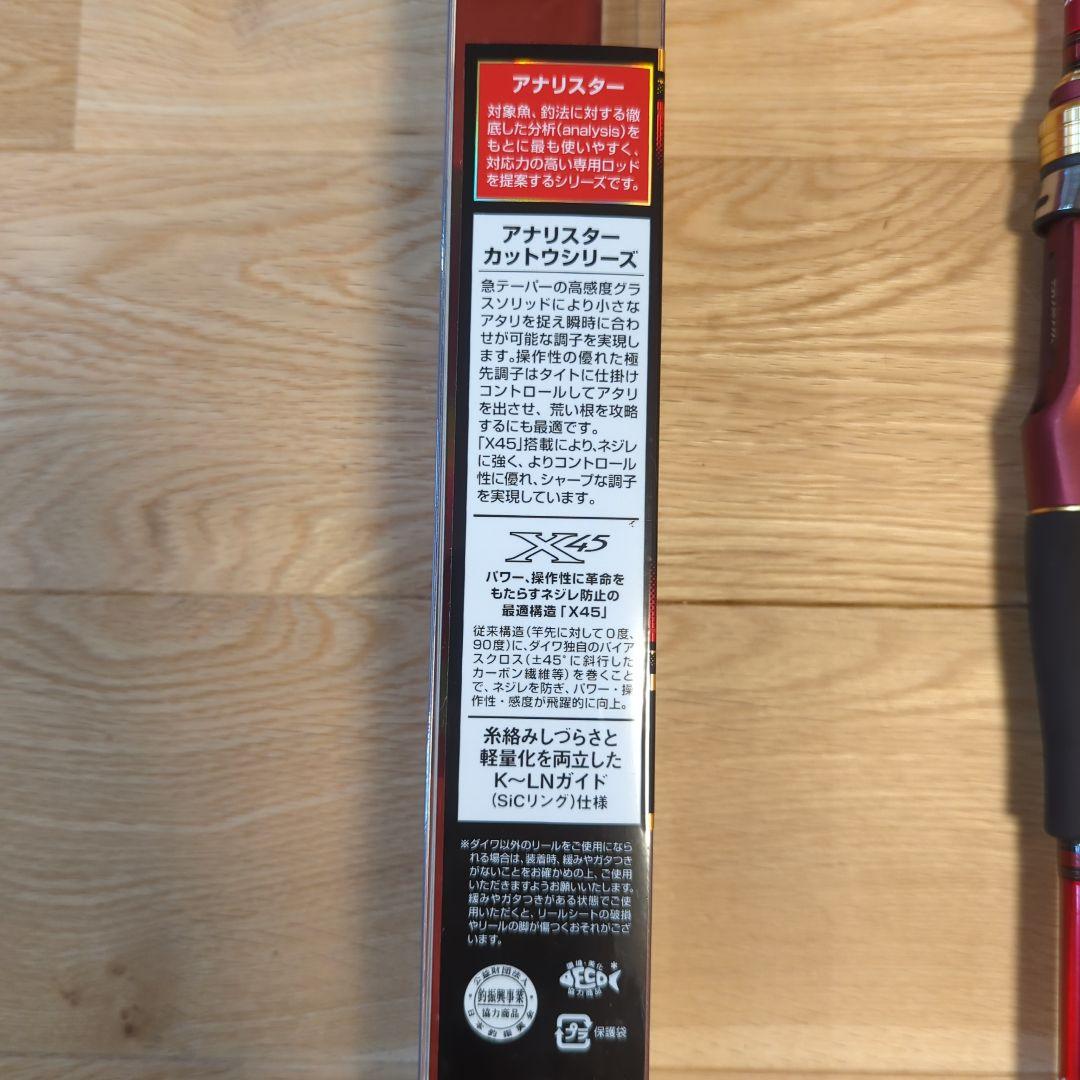 アナリスター
対象魚、釣法に対する徹
底した分析(analysis)を
もとに最も使いやすく、
対応力の高い専用ロッド
を提案するシリーズです。
アナリスター
カットウシリーズ
急テーパーの高感度グラ
スソリッドにより小さな
アタリを捉え瞬時に合わ
せが可能な調子を実現し
ます。操作性の優れた極
先調子はタイトに仕掛け
コントロールしてアタリ
を出させ、荒い根を攻略
するにも最適です。
「X45」搭載により、ネジレ
に強く、よりコントロール
性に優れ、シャープな調子
を実現しています。
X45
パワー、操作性に革命を
もたらすネジレ防止の
最適構造「X45」
従来構造(竿先に対して0度、
90度)に、ダイワ独自のバイア
スクロス(±45°に斜行した
カーボン繊維等)を巻くこと
で、ネジレを防ぎ、パワー・操
作性・感度が飛躍的に向上。
糸絡みしづらさと
軽量化を両立した
K〜LNガイド
(SiCリング)仕様
※ダイワ以外のリールをご使用になら
れる場合は、装着時、緩みやガタつき
がないことをお確かめの上、ご使用
いただきますようお願いいたします。
緩みやガタつきがある状態でご使
用いただくと、リールシートの破損
やリールの脚が傷つくおそれがござ
います。
公益財団法人
釣振興事業
協力商品
環境・美化
DECO
プラ
保護袋